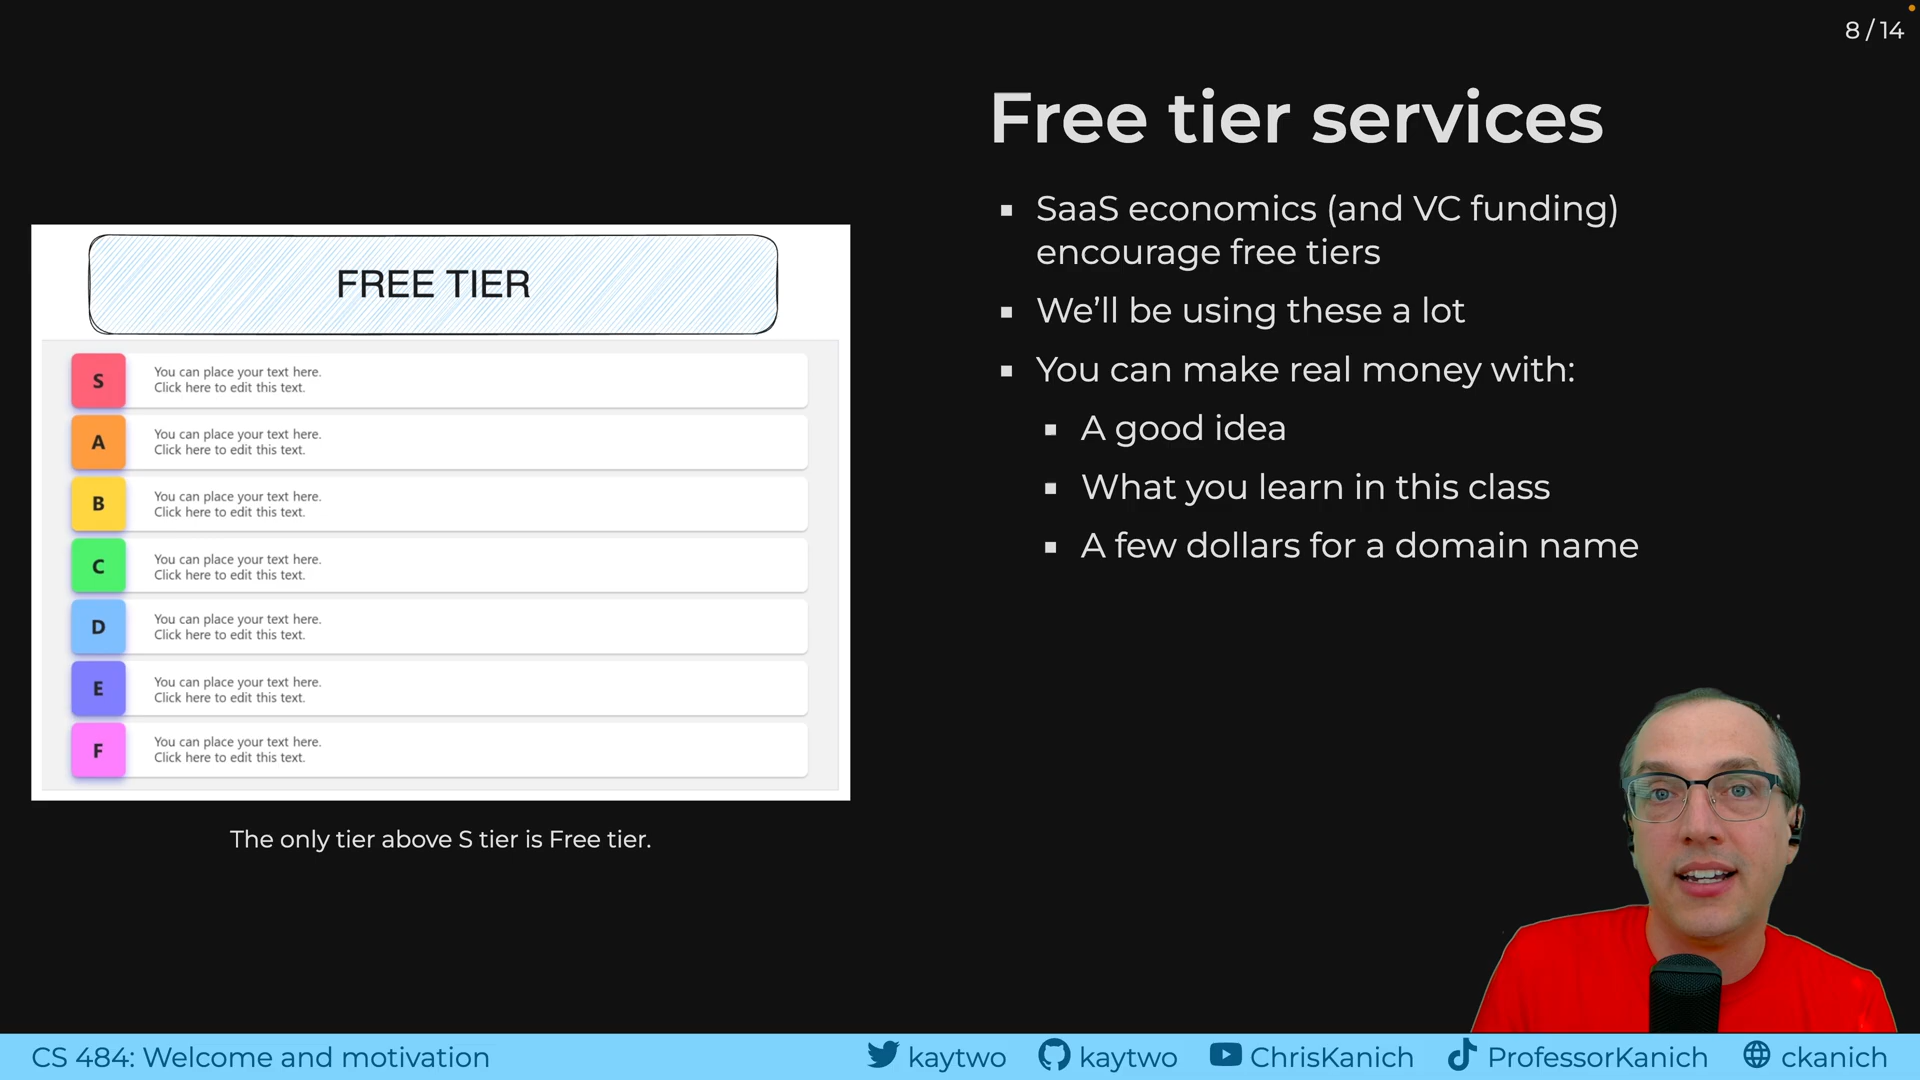 8 / 14
Free tier services
SaaS economics (and VC funding)
encourage free tiers
We’ll be using these a lot
You can make real money with:
A good idea
What you learn in this class
A few dollars for a domain name
FREE TIER
S
You can place your text here.
Click here to edit this text.
A
You can place your text here.
Click here to edit this text.
B
You can place your text here.
Click here to edit this text.
C
You can place your text here.
Click here to edit this text.
D
You can place your text here.
Click here to edit this text.
E
You can place your text here.
Click here to edit this text.
F
You can place your text here.
Click here to edit this text.
The only tier above S tier is Free tier.
CS 484: Welcome and motivation
kaytwo
kaytwo
ChrisKanich
ProfessorKanich
ckanich